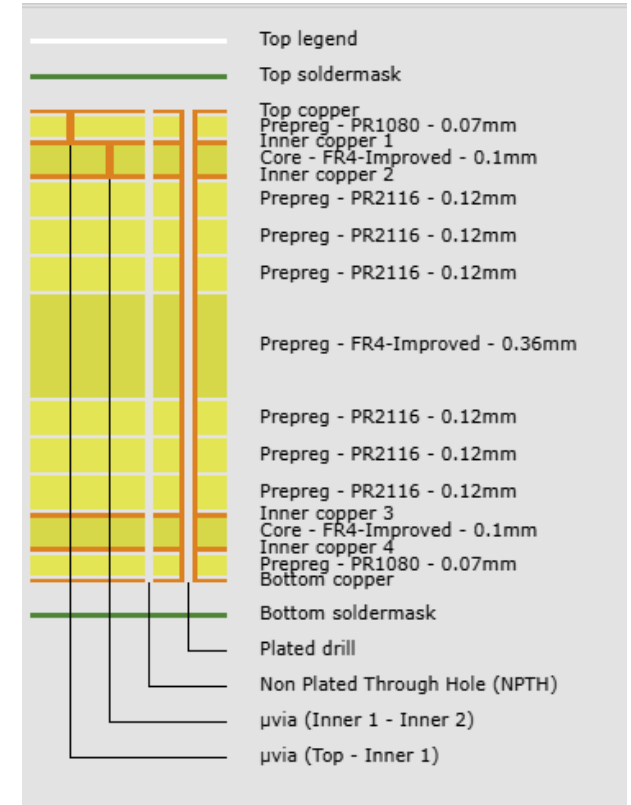 Top legend
Top soldermask
Top copper
Prepreg - PR1080 - 0.07mm
Inner copper 1
Core - FR4-Improved - 0.1mm
Inner copper 2
Prepreg - PR2116 - 0.12mm
Prepreg - PR2116 - 0.12mm
Prepreg - PR2116 - 0.12mm
Prepreg - FR4-Improved - 0.36mm
Prepreg - PR2116 - 0.12mm
Prepreg - PR2116 - 0.12mm
Prepreg - PR2116 - 0.12mm
Inner copper 3
Core - FR4-Improved - 0.1mm
Inner copper 4
Prepreg - PR1080 - 0.07mm
Bottom copper
Bottom soldermask
Plated drill
Non Plated Through Hole (NPTH)
µvia (Inner 1 - Inner 2)
µvia (Top - Inner 1)